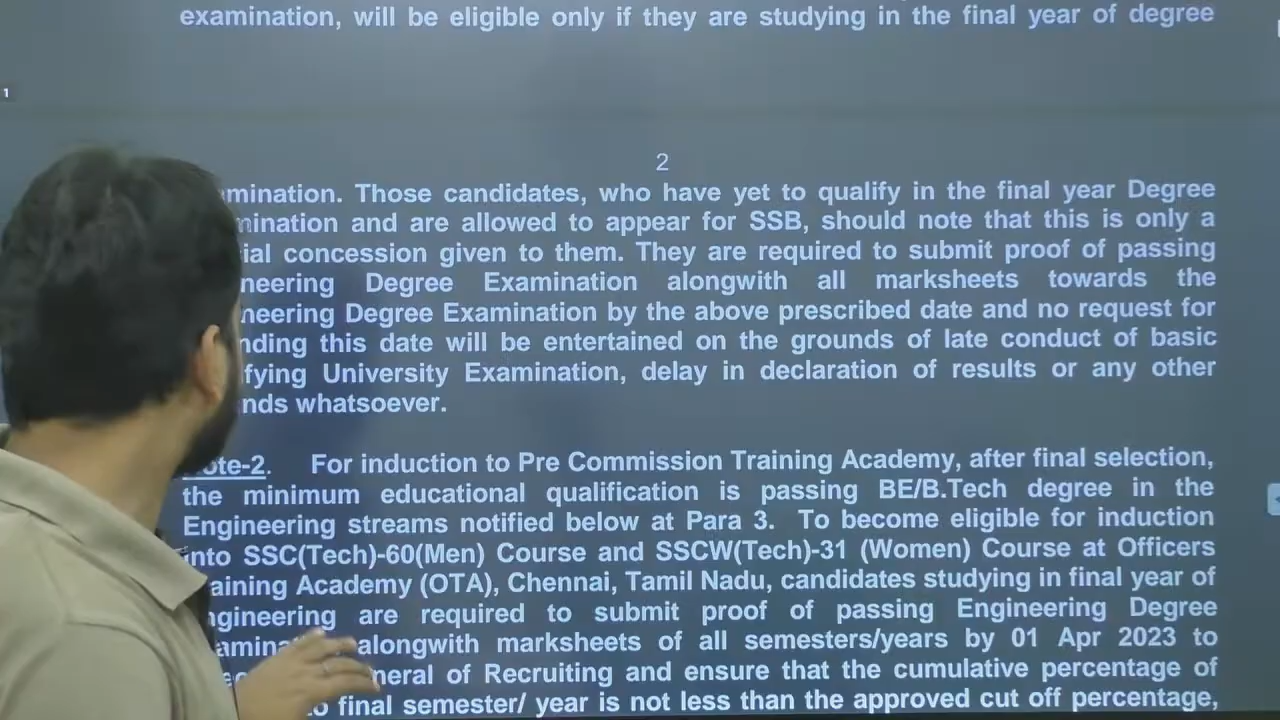 examination, will be eligible only if they are studying in the final year of degree
1
2
mination. Those candidates, who have yet to qualify in the final year Degree
nination and are allowed to appear for SSB, should note that this is only a
ial concession given to them. They are required to submit proof of passing
neering Degree Examination alongwith all marksheets towards the
neering Degree Examination by the above prescribed date and no request for
nding this date will be entertained on the grounds of late conduct of basic
fying University Examination, delay in declaration of results or any other
nds whatsoever.
ote-2. For induction to Pre Commission Training Academy, after final selection,
the minimum educational qualification is passing BE/B.Tech degree in the
Engineering streams notified below at Para 3. To become eligible for induction
into SSC(Tech)-60(Men) Course and SSCW(Tech)-31 (Women) Course at Officers
aining Academy (OTA), Chennai, Tamil Nadu, candidates studying in final year of
ngineering are required to submit proof of passing Engineering Degree
amina alongwith marksheets of all semesters/years by 01 Apr 2023 to
neral of Recruiting and ensure that the cumulative percentage of
o final semester/ year is not less than the approved cut off percentage,